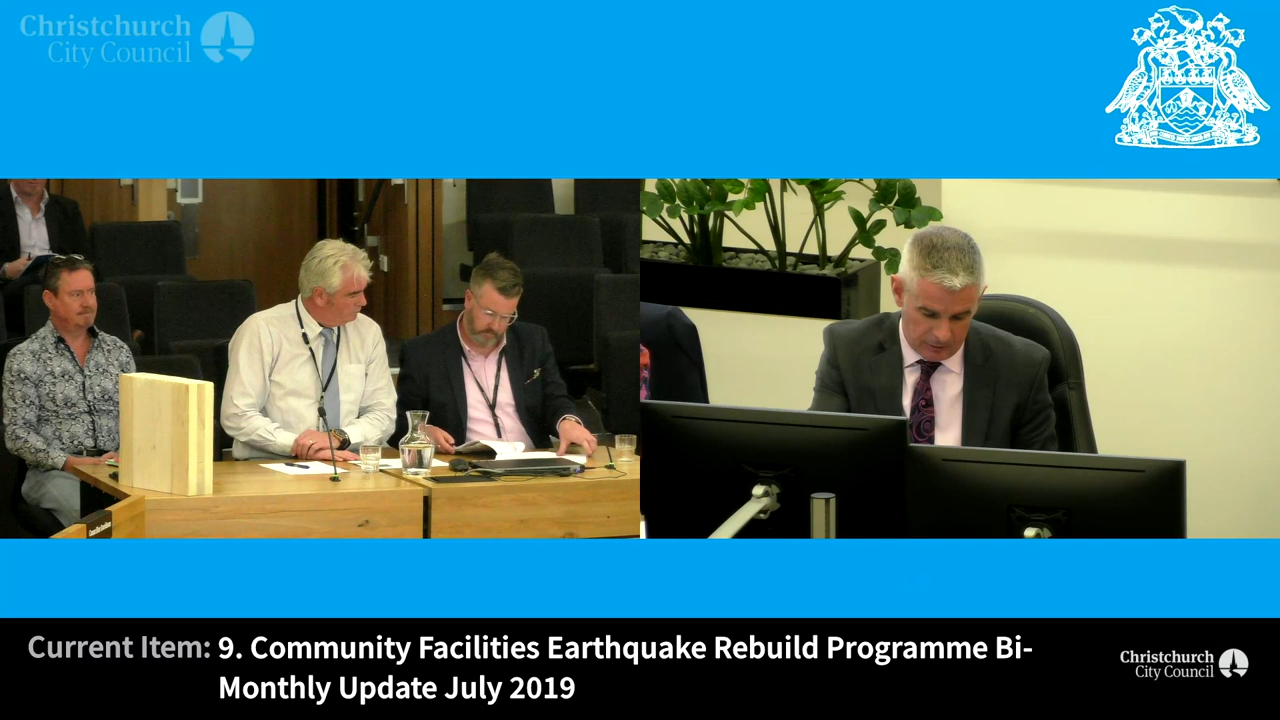 Christchurch
City Council
Current Item: 9. Community Facilities Earthquake Rebuild Programme Bi-
Monthly Update July 2019
Christchurch
City Council